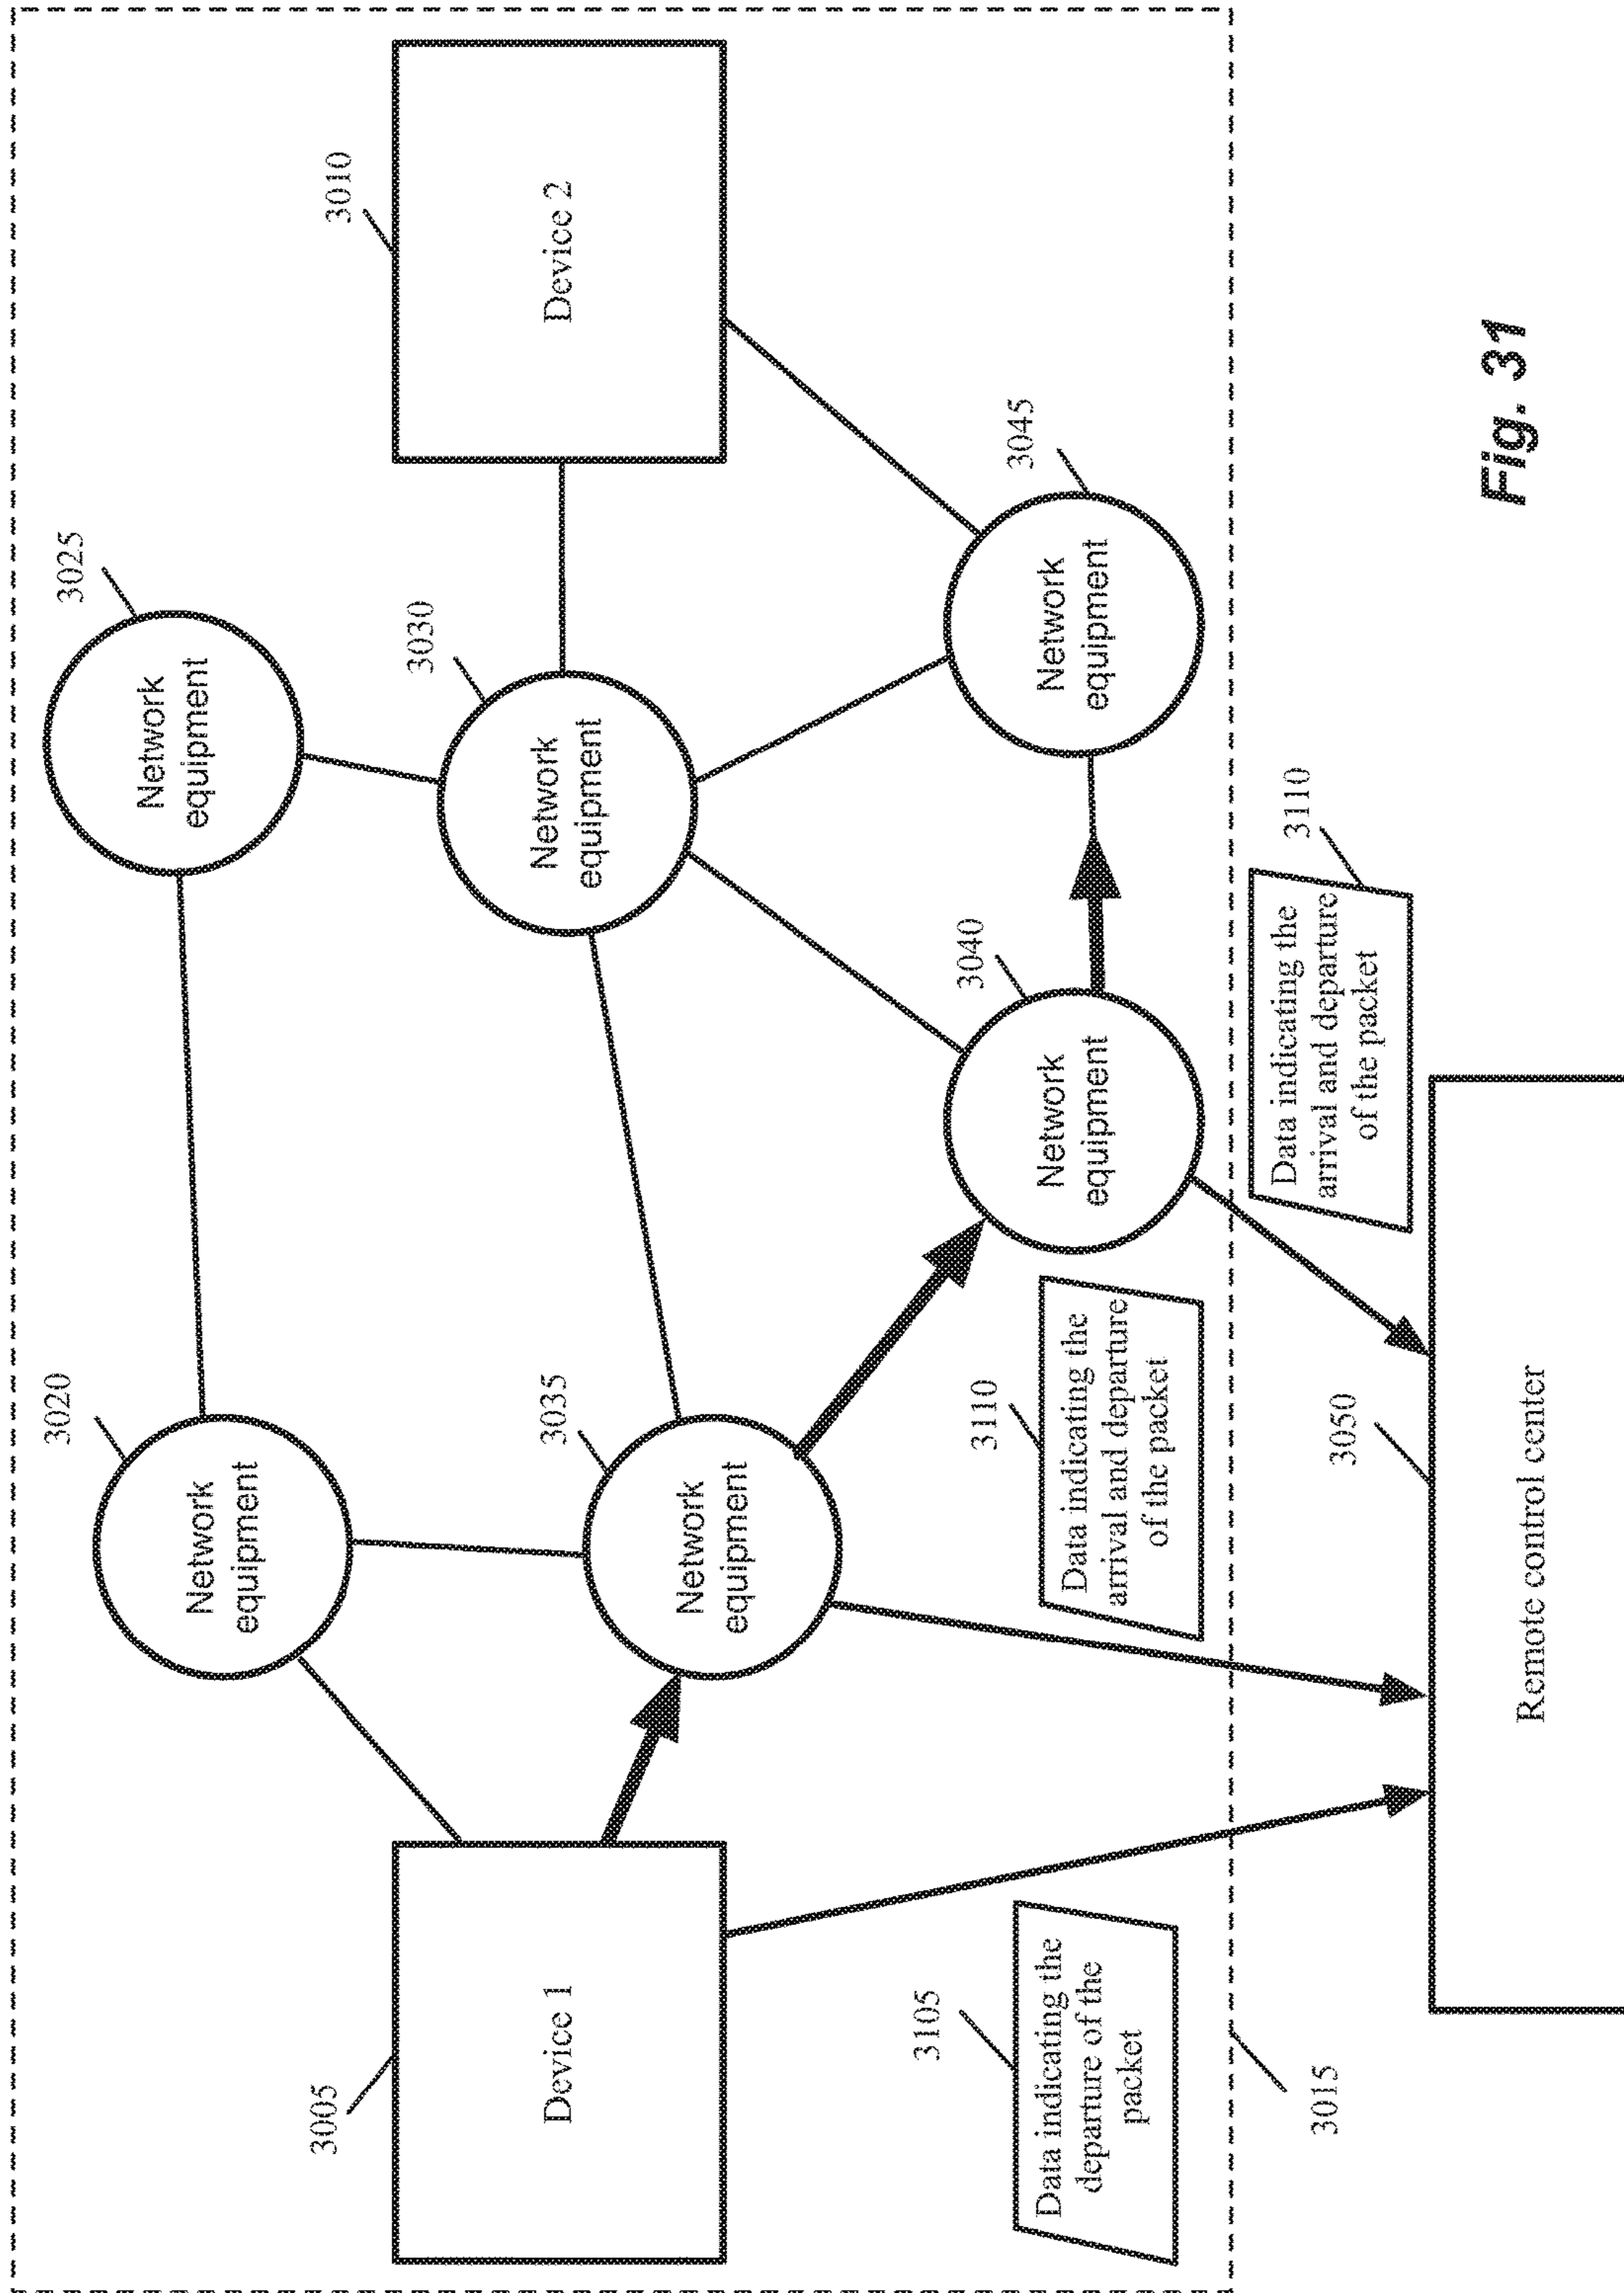 3025
Network
equipment
3020
Network
equipment
3010
Device 2
3030
Network
equipment
3005
Device 1
3035
Network
equipment
3045
Network
equipment
3040
Network
equipment
3105
Data indicating the
departure of the
packet
3110
Data indicating the
arrival and departure
of the packet
3110
Data indicating the
arrival and departure
of the packet
3015
3050
Remote control center
Fig. 31